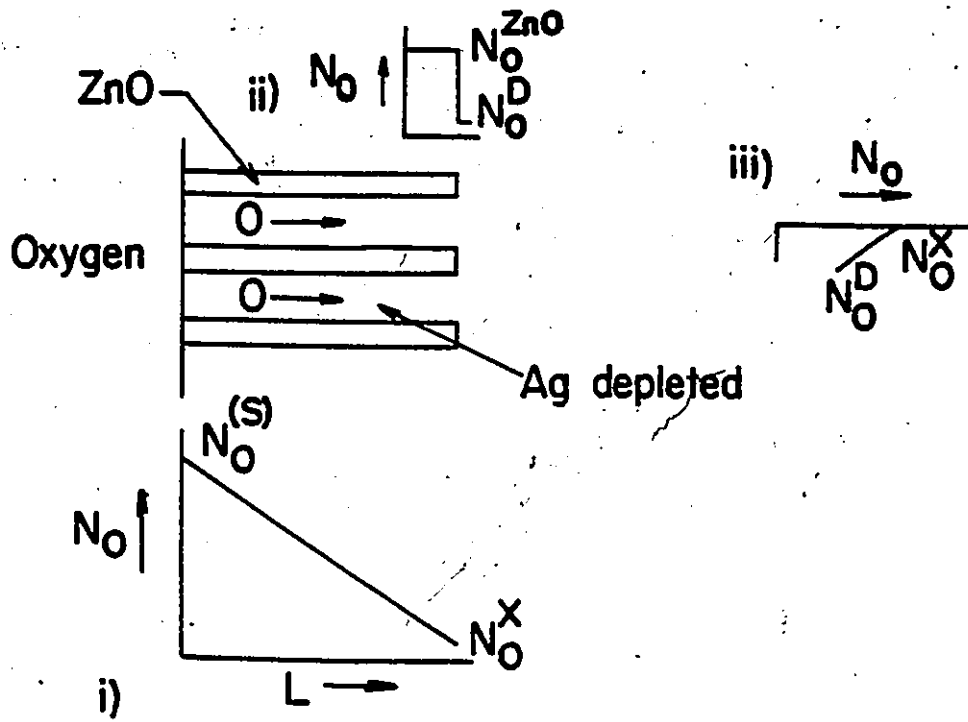 ZnO
ii)
N_O ↑
N_O^ZnO
N_O^D
iii)
N_O →
N_O^D
N_O^X
Oxygen
O →
O →
Ag depleted
N_O^(S)
N_O ↑
N_O^X
L →
i)